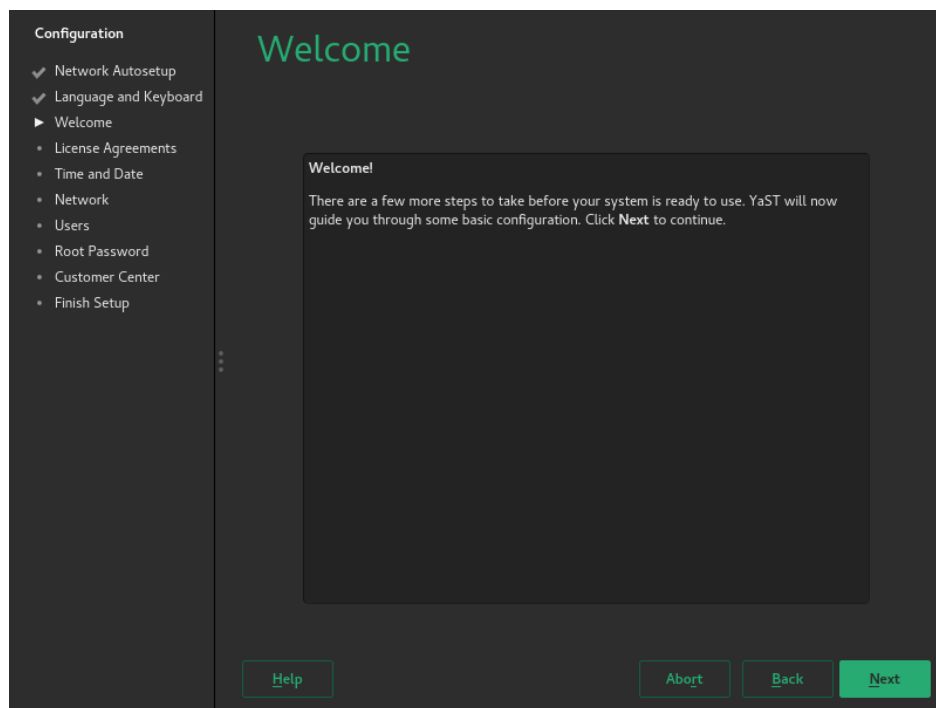 Configuration
Network Autosetup
Language and Keyboard
Welcome
License Agreements
Time and Date
Network
Users
Root Password
Customer Center
Finish Setup
Welcome
Welcome!
There are a few more steps to take before your system is ready to use. YaST will now
guide you through some basic configuration. Click Next to continue.
Help
Abort
Back
Next